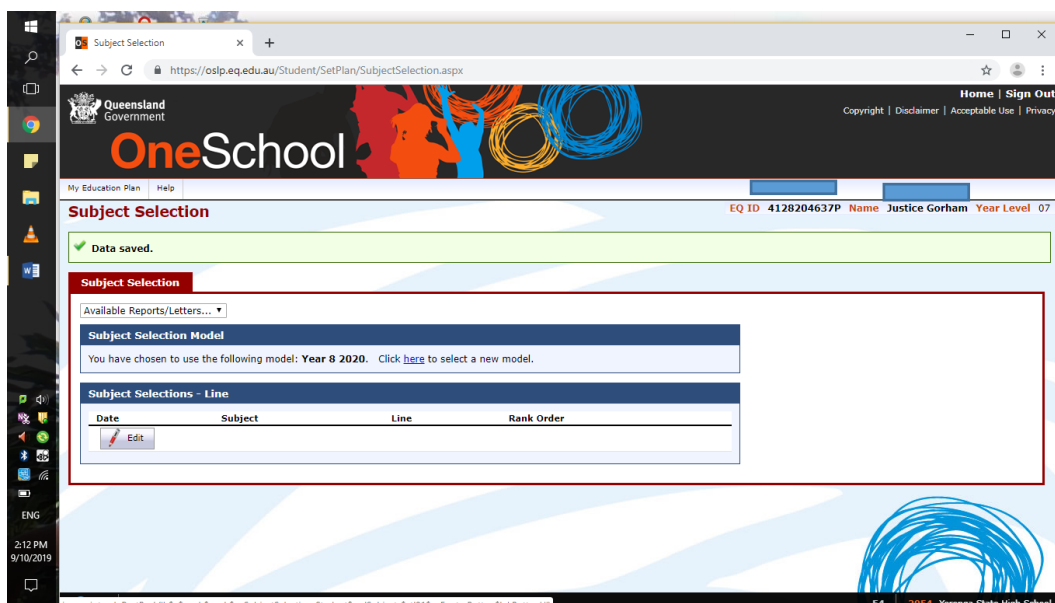 OS Subject Selection
https://oslp.eq.edu.au/Student/SetPlan/SubjectSelection.aspx
Home | Sign Out
Copyright | Disclaimer | Acceptable Use | Privacy
Queensland
Government
OneSchool
My Education Plan Help
Subject Selection
EQ ID 4128204637P Name Justice Gorham Year Level 07
Data saved.
Subject Selection
Available Reports/Letters...
Subject Selection Model
You have chosen to use the following model: Year 8 2020. Click here to select a new model.
Subject Selections - Line
Date Subject Line Rank Order
Edit
ENG
2:12 PM
9/10/2019